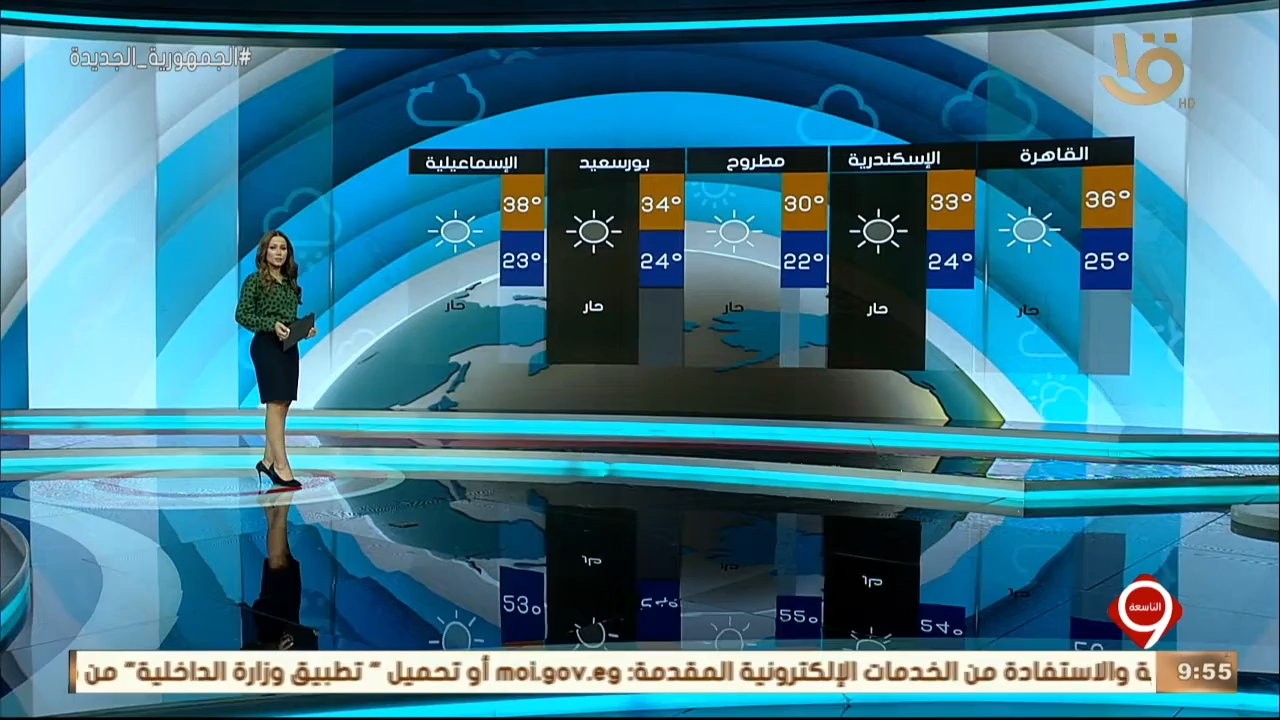 #الجمهورية_الجديدة
HD
القاهرة
36°
25°
حار
الإسكندرية
33°
24°
حار
مطروح
30°
22°
حار
بورسعيد
34°
24°
حار
الإسماعيلية
38°
23°
حار
التاسعة
9
9:55
ة والاستفادة من الخدمات الإلكترونية المقدمة: moi.gov.eg أو تحميل " تطبيق وزارة الداخلية" من